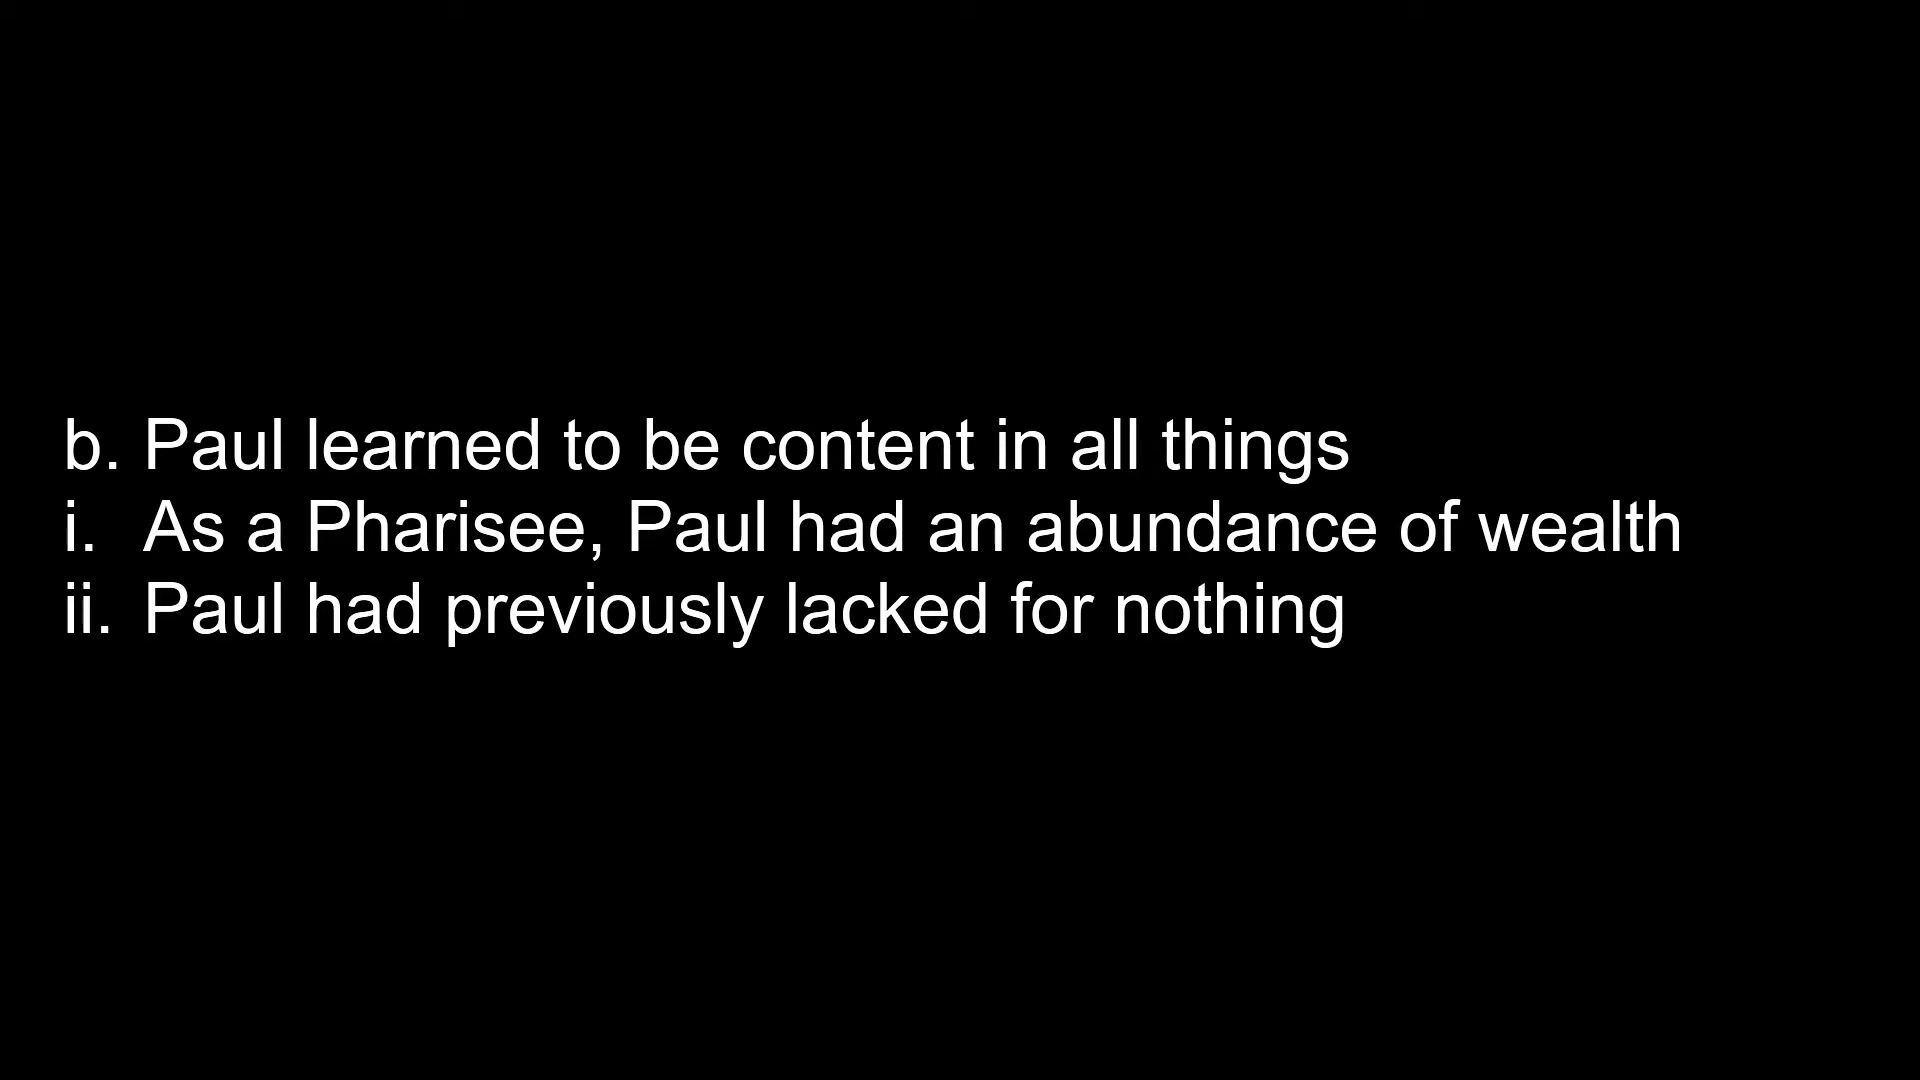 b. Paul learned to be content in all things
i. As a Pharisee, Paul had an abundance of wealth
ii. Paul had previously lacked for nothing